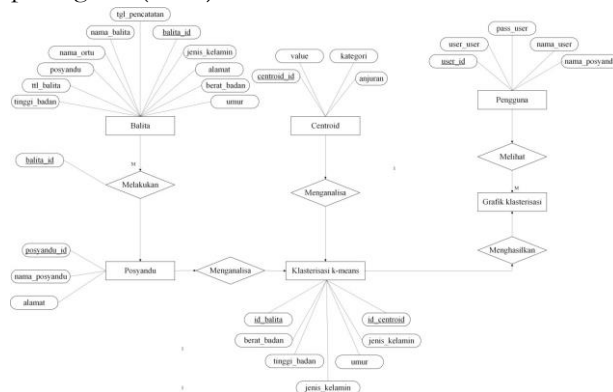 tgl_pencatatan
nama_balita
balita_id
nama_ortu
jenis_kelamin
posyandu
alamat
ttl_balita
berat_badan
tinggi_badan
umur
Balita
M
balita_id
Melakukan
posyandu_id
nama_posyandu
alamat
Posyandu
Menganalisa
value
kategori
centroid_id
anjuran
Centroid
Menganalisa
Klasterisasi k-means
id_balita
id_centroid
berat_badan
jenis_kelamin
tinggi_badan
umur
jenis_kelamin
pass_user
user_user
nama_user
user_id
nama_posyand
Pengguna
Melihat
M
Grafik klasterisasi
Menghasilkan